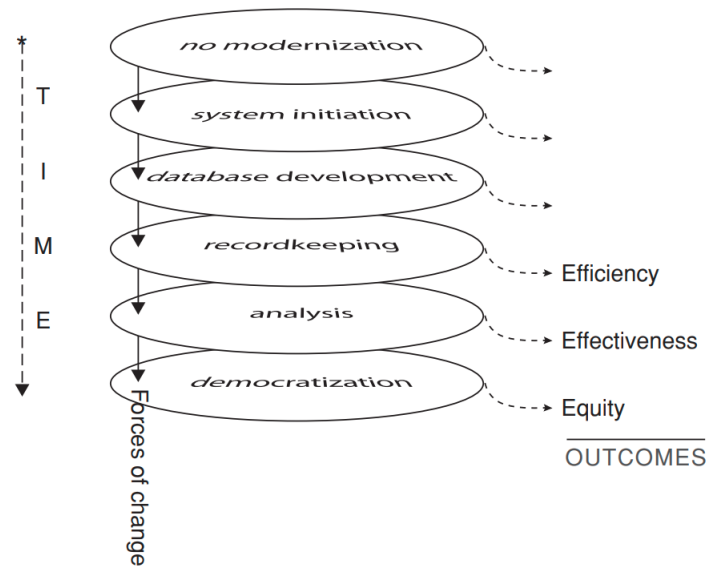 *
no modernization
T
system initiation
I
database development
M
recordkeeping
Efficiency
E
analysis
Effectiveness
democratization
Equity
Forces of change
OUTCOMES